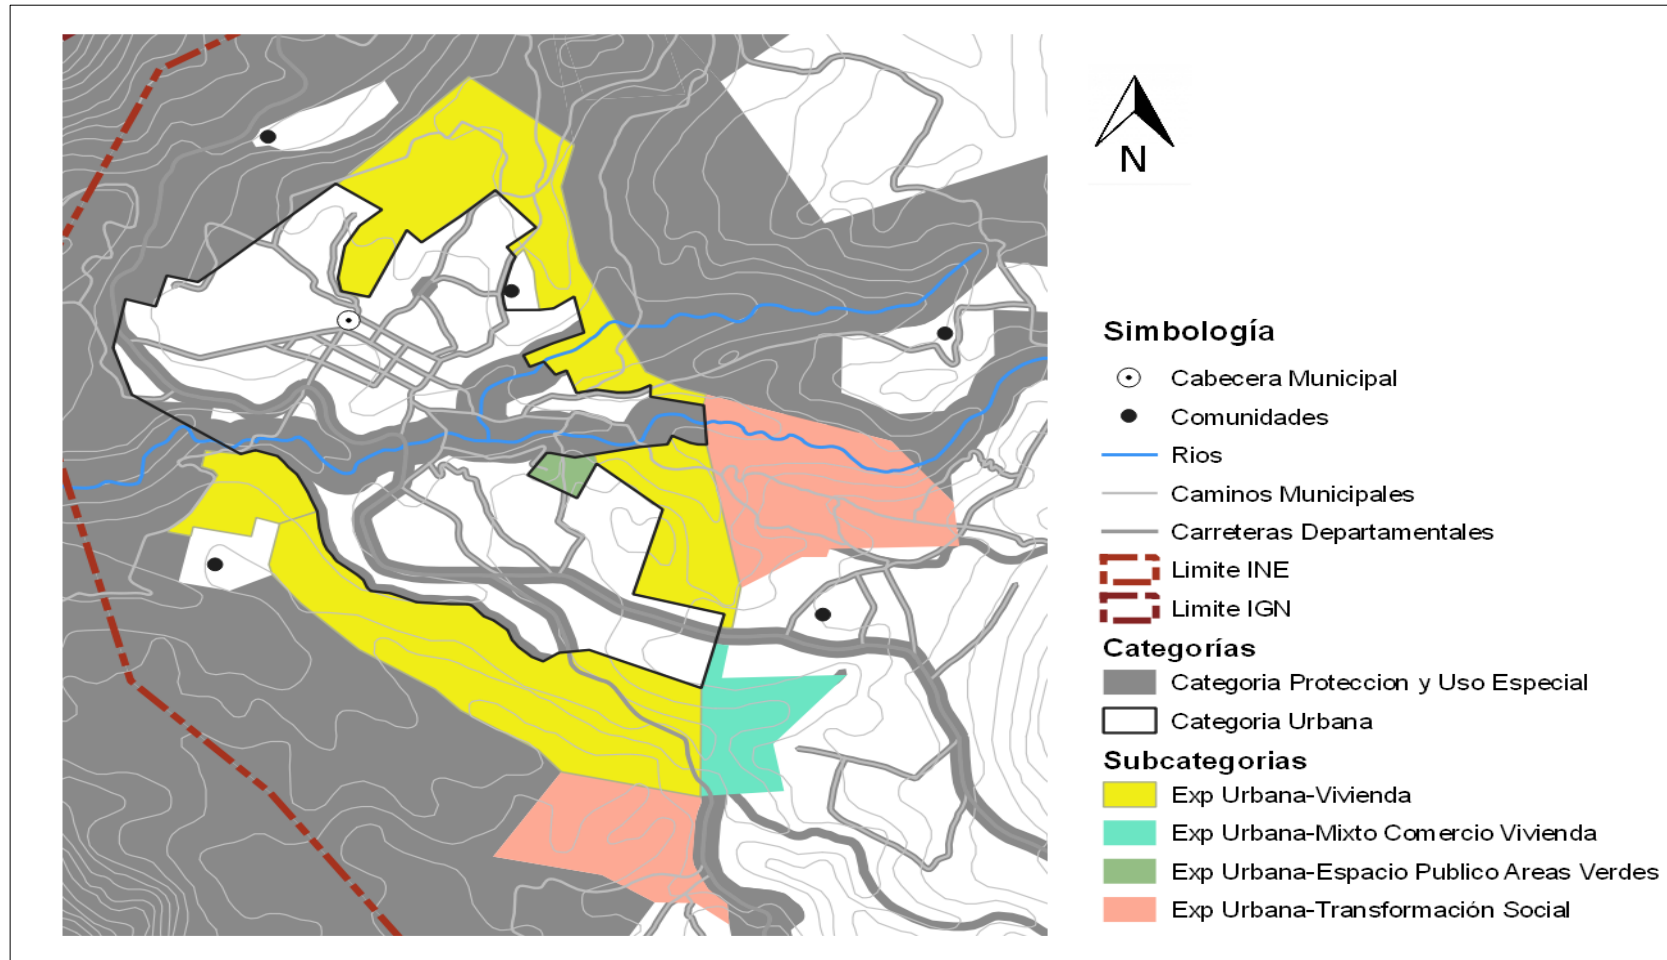 N
Simbología
Cabecera Municipal
Comunidades
Rios
Caminos Municipales
Carreteras Departamentales
Limite INE
Limite IGN
Categorías
Categoria Proteccion y Uso Especial
Categoria Urbana
Subcategorias
Exp Urbana-Vivienda
Exp Urbana-Mixto Comercio Vivienda
Exp Urbana-Espacio Publico Areas Verdes
Exp Urbana-Transformación Social